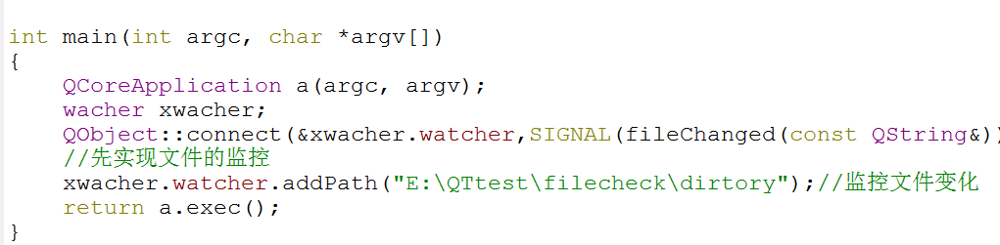 int main(int argc, char *argv[])
{
    QCoreApplication a(argc, argv);
    wacher xwacher;
    QObject::connect(&xwacher.watcher,SIGNAL(fileChanged(const QString&))
    //先实现文件的监控
    xwacher.watcher.addPath("E:\QTtest\filecheck\dirtory");//监控文件变化
    return a.exec();
}